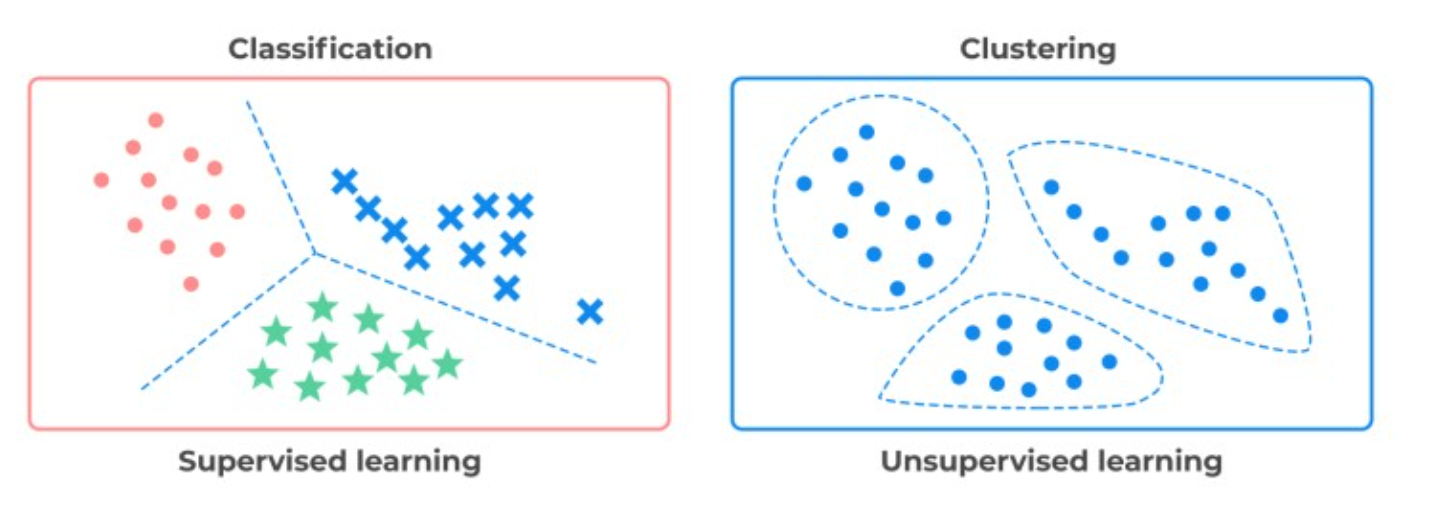 Classification
Clustering
Supervised learning
Unsupervised learning